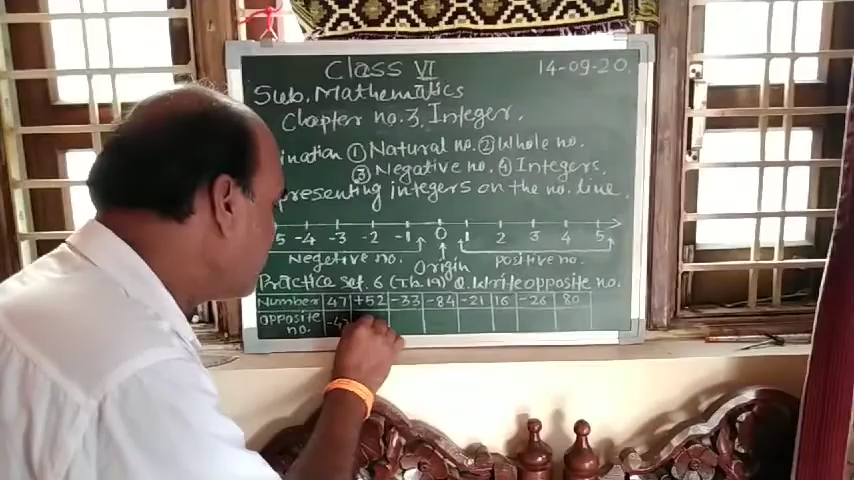 Class VI 14-09-20.
Sub. Mathematics
Chapter no.3. Integer.
ination ① Natural no. ② Whole no.
③ Negative no. ④ Integers.
presenting integers on the no. line
5 -4 -3 -2 -1 0 1 2 3 4 5
Negative no. Origin Positive no.
Practice set. 6 (T.b.19) Q. Write opposite no.
Number 47 +52 -33 -84 -21 16 -26 80
Opposite no. -47